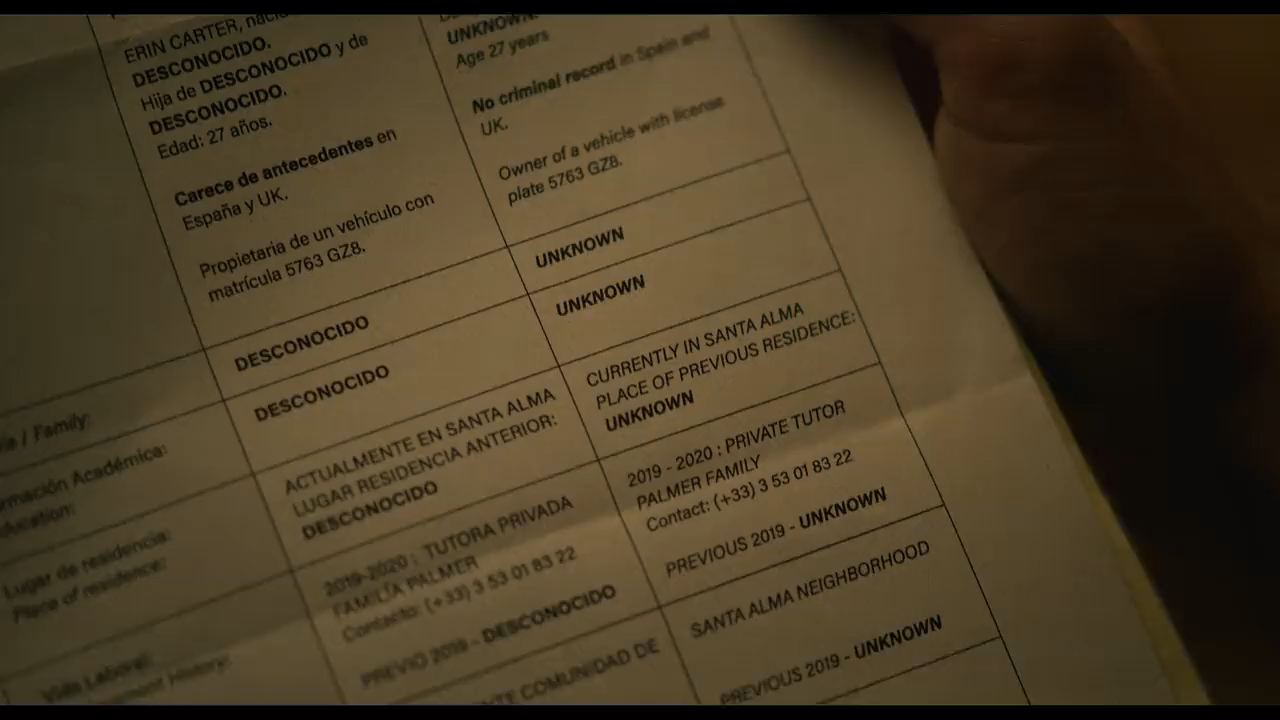 ERIN CARTER,
DESCONOCIDO.
Hija de DESCONOCIDO y de
DESCONOCIDO.
Edad: 27 años.
Carece de antecedentes en
España y UK.
Propietaria de un vehículo con
matrícula 5763 GZ8.
UNKNOWN.
Age 27 years
No criminal record in Spain and
UK.
Owner of a vehicle with license
plate 5763 GZ8.
/ Family:
DESCONOCIDO
UNKNOWN
Académica:
DESCONOCIDO
UNKNOWN
Lugar de residencia:
Place of residence:
ACTUALMENTE EN SANTA ALMA
LUGAR RESIDENCIA ANTERIOR:
DESCONOCIDO
CURRENTLY IN SANTA ALMA
PLACE OF PREVIOUS RESIDENCE:
UNKNOWN
Vida Laboral:
History:
2019-2020 : TUTORA PRIVADA
FAMILIA PALMER
Contacto: (+33) 3 53 01 83 22
PREVIO 2019 - DESCONOCIDO
2019 - 2020 : PRIVATE TUTOR
PALMER FAMILY
Contact: (+33) 3 53 01 83 22
PREVIOUS 2019 - UNKNOWN
COMUNIDAD DE
SANTA ALMA NEIGHBORHOOD
PREVIOUS 2019 - UNKNOWN